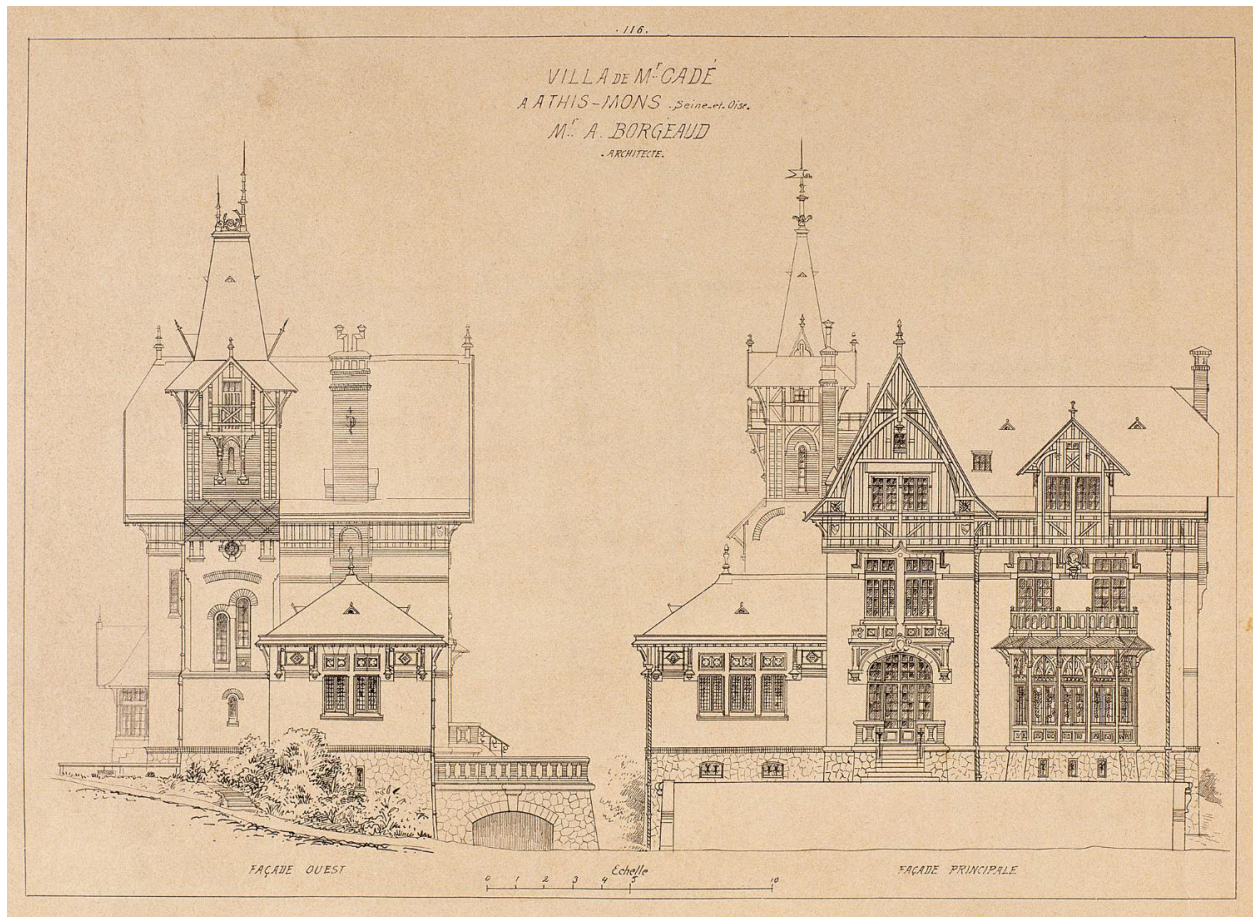 . 116 .
VILLA DE Mr CADÉ
A ATHIS-MONS . Seine-et-Oise.
Mr A. BORGEAUD
. ARCHITECTE.
FAÇADE OUEST
Echelle
0 1 2 3 4 5 10
FAÇADE PRINCIPALE